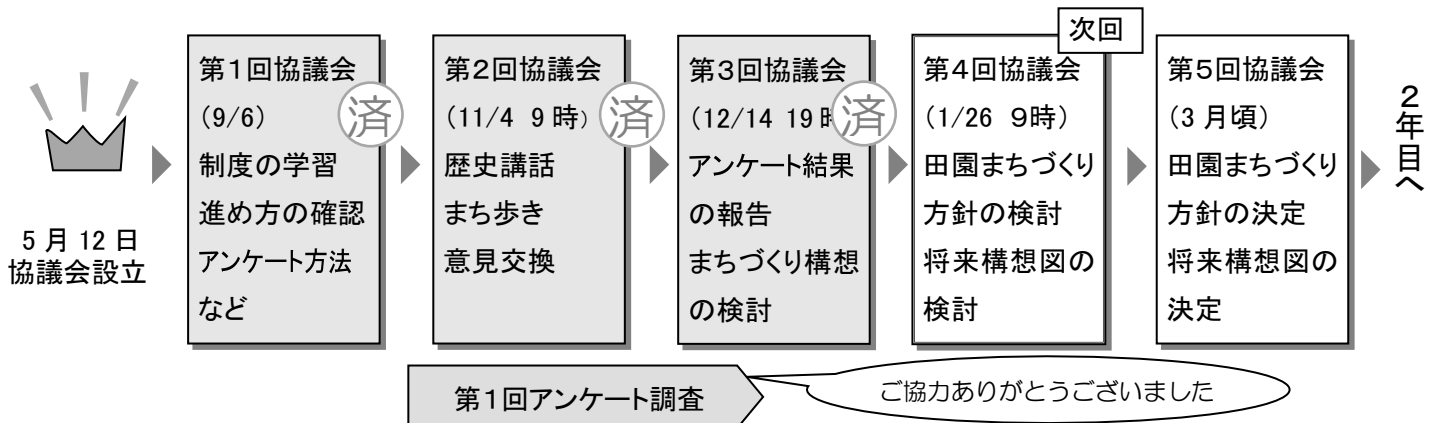 5月12日
協議会設立
第1回協議会
(9/6)
済
制度の学習
進め方の確認
アンケート方法
など
第2回協議会
(11/4 9時)
済
歴史講話
まち歩き
意見交換
第3回協議会
(12/14 19時
済
アンケート結果
の報告
まちづくり構想
の検討
次回
第4回協議会
(1/26 9時)
田園まちづくり
方針の検討
将来構想図の
検討
第5回協議会
(3月頃)
田園まちづくり
方針の決定
将来構想図の
決定
2年目へ
第1回アンケート調査
ご協力ありがとうございました